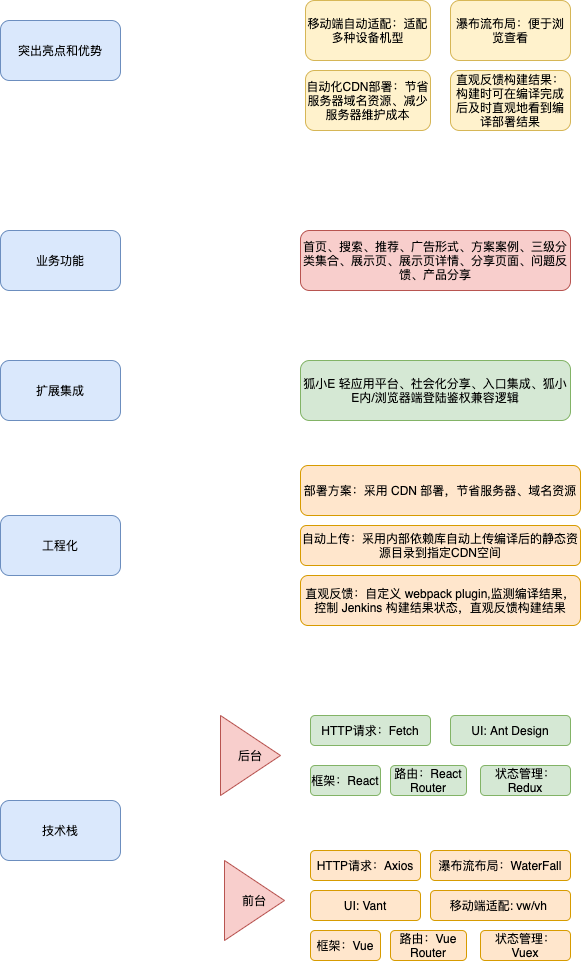 突出亮点和优势
移动端自动适配：适配
多种设备机型
瀑布流布局：便于浏
览查看
自动化CDN部署：节省
服务器域名资源、减少
服务器维护成本
直观反馈构建结果：
构建时可在编译完成
后及时直观地看到编
译部署结果
业务功能
首页、搜索、推荐、广告形式、方案案例、三级分
类集合、展示页、展示页详情、分享页面、问题反
馈、产品分享
扩展集成
狐小E 轻应用平台、社会化分享、入口集成、狐小
E内/浏览器端登陆鉴权兼容逻辑
工程化
部署方案：采用 CDN 部署，节省服务器、域名资源
自动上传：采用内部依赖库自动上传编译后的静态资
源目录到指定CDN空间
直观反馈：自定义 webpack plugin,监测编译结果，
控制 Jenkins 构建结果状态，直观反馈构建结果
技术栈
后台
HTTP请求：Fetch
UI: Ant Design
框架：React
路由：React
Router
状态管理：
Redux
前台
HTTP请求：Axios
瀑布流布局：WaterFall
UI: Vant
移动端适配: vw/vh
框架：Vue
路由：Vue
Router
状态管理：
Vuex